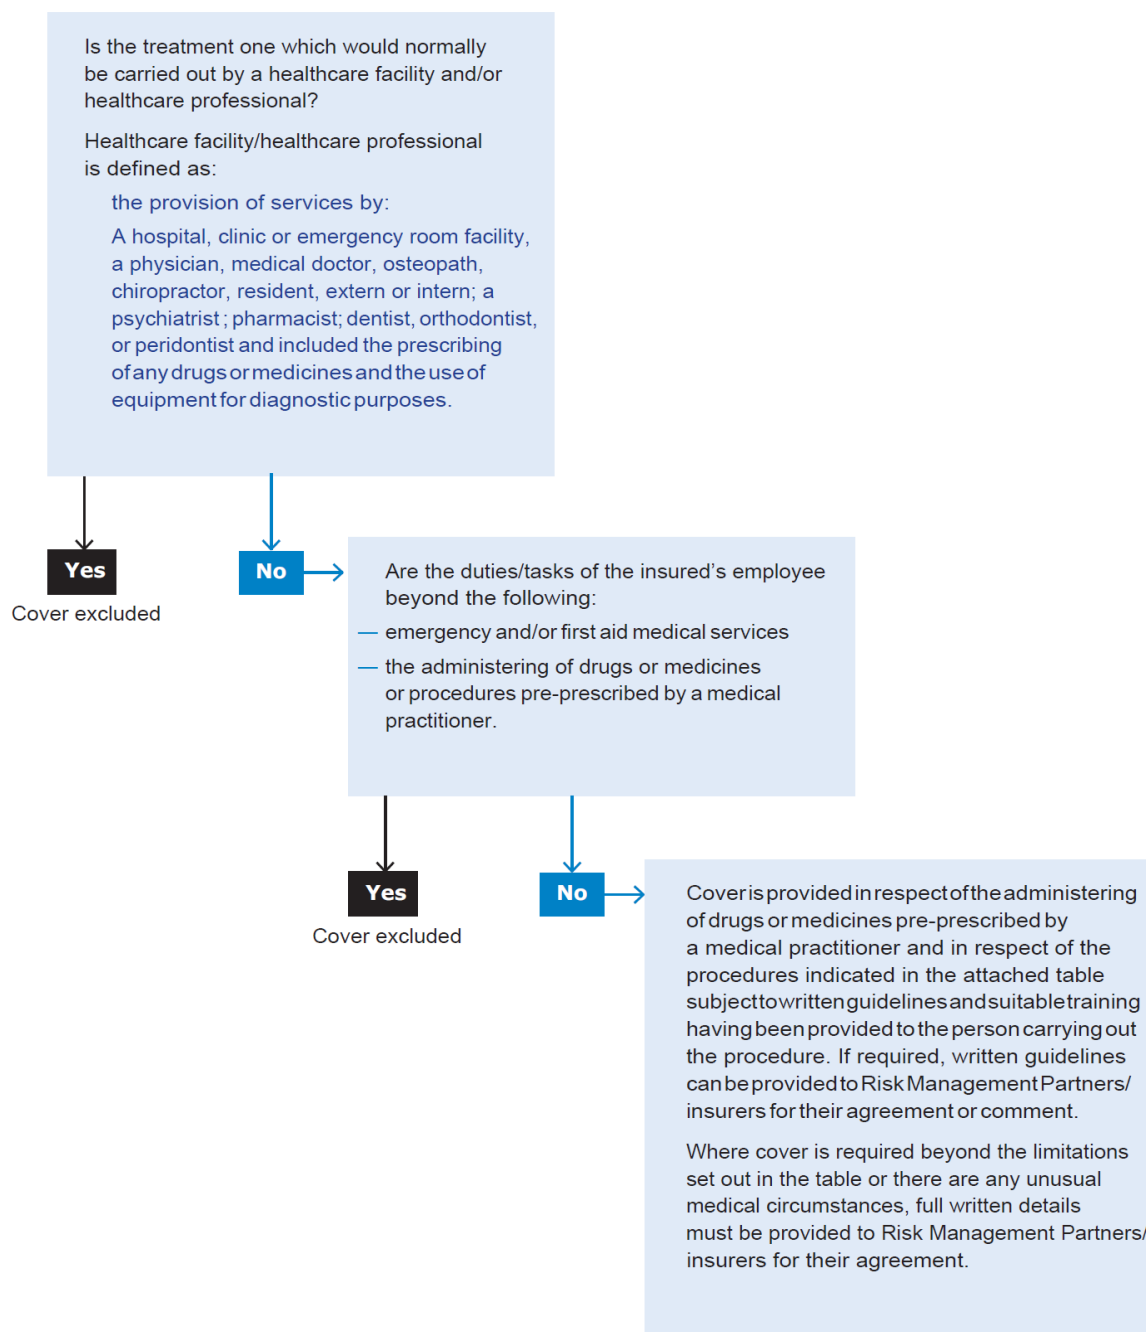 Is the treatment one which would normally
be carried out by a healthcare facility and/or
healthcare professional?
Healthcare facility/healthcare professional
is defined as:
the provision of services by:
A hospital, clinic or emergency room facility,
a physician, medical doctor, osteopath,
chiropractor, resident, extern or intern; a
psychiatrist; pharmacist; dentist, orthodontist,
or peridontist and included the prescribing
of any drugs or medicines and the use of
equipment for diagnostic purposes.
Yes
Cover excluded
No
Are the duties/tasks of the insured's employee
beyond the following:
— emergency and/or first aid medical services
— the administering of drugs or medicines
or procedures pre-prescribed by a medical
practitioner.
Yes
Cover excluded
No
Cover is provided in respect of the administering
of drugs or medicines pre-prescribed by
a medical practitioner and in respect of the
procedures indicated in the attached table
subject to written guidelines and suitable training
having been provided to the person carrying out
the procedure. If required, written guidelines
can be provided to Risk Management Partners/
insurers for their agreement or comment.
Where cover is required beyond the limitations
set out in the table or there are any unusual
medical circumstances, full written details
must be provided to Risk Management Partners/
insurers for their agreement.